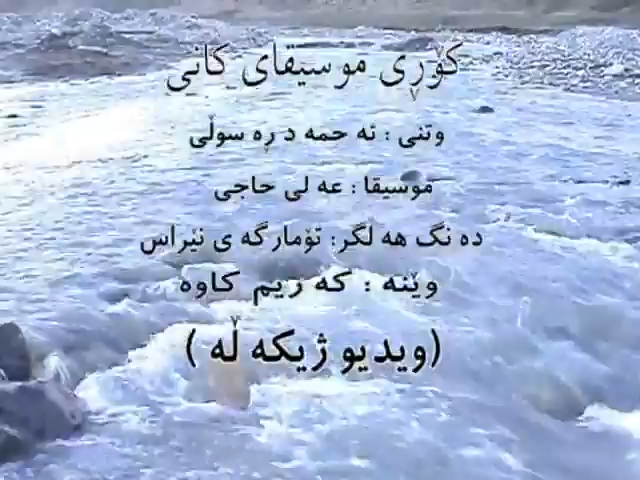 کۆڕی موسیقای کانی
وتنی : ئه حمه د ڕه سوڵی
موسیقا : عه لی حاجی
ده نگ هه لگر: تۆمارگه ی نێراس
وێنه : که ریم کاوه
(ویدیو ژیکه ڵه )